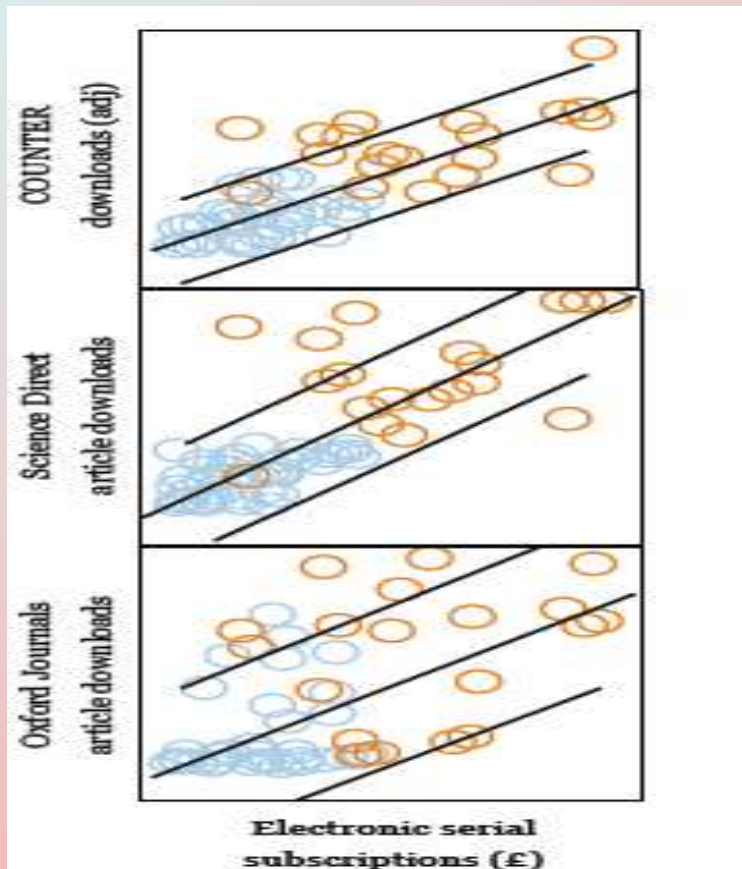 COUNTER
downloads (adj)
Science Direct
article downloads
Oxford Journals
article downloads
Electronic serial
subscriptions (£)